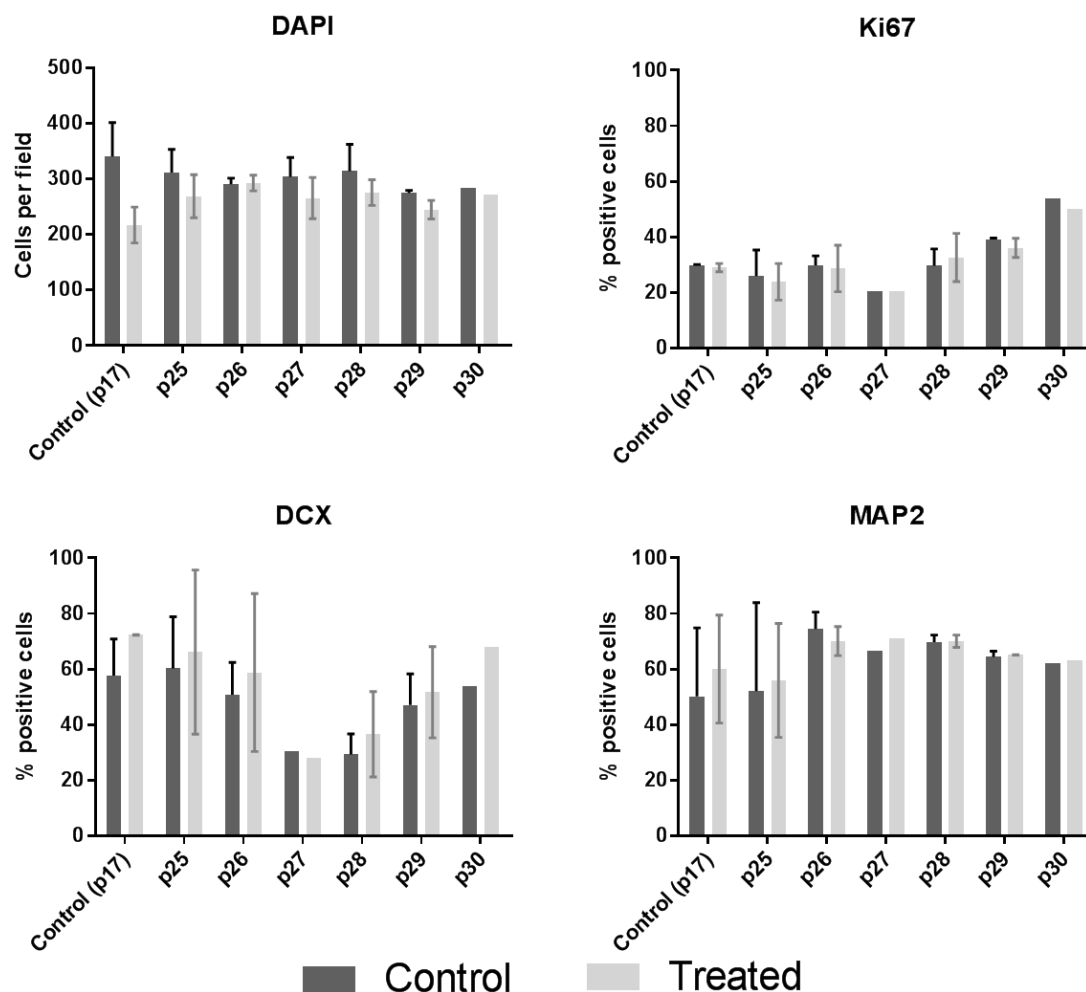 DAPI
Cells per field
500
400
300
200
100
0
Control (p17)
p25
p26
p27
p28
p29
p30
Ki67
% positive cells
100
80
60
40
20
0
Control (p17)
p25
p26
p27
p28
p29
p30
DCX
% positive cells
100
80
60
40
20
0
Control (p17)
p25
p26
p27
p28
p29
p30
MAP2
% positive cells
100
80
60
40
20
0
Control (p17)
p25
p26
p27
p28
p29
p30
Control Treated